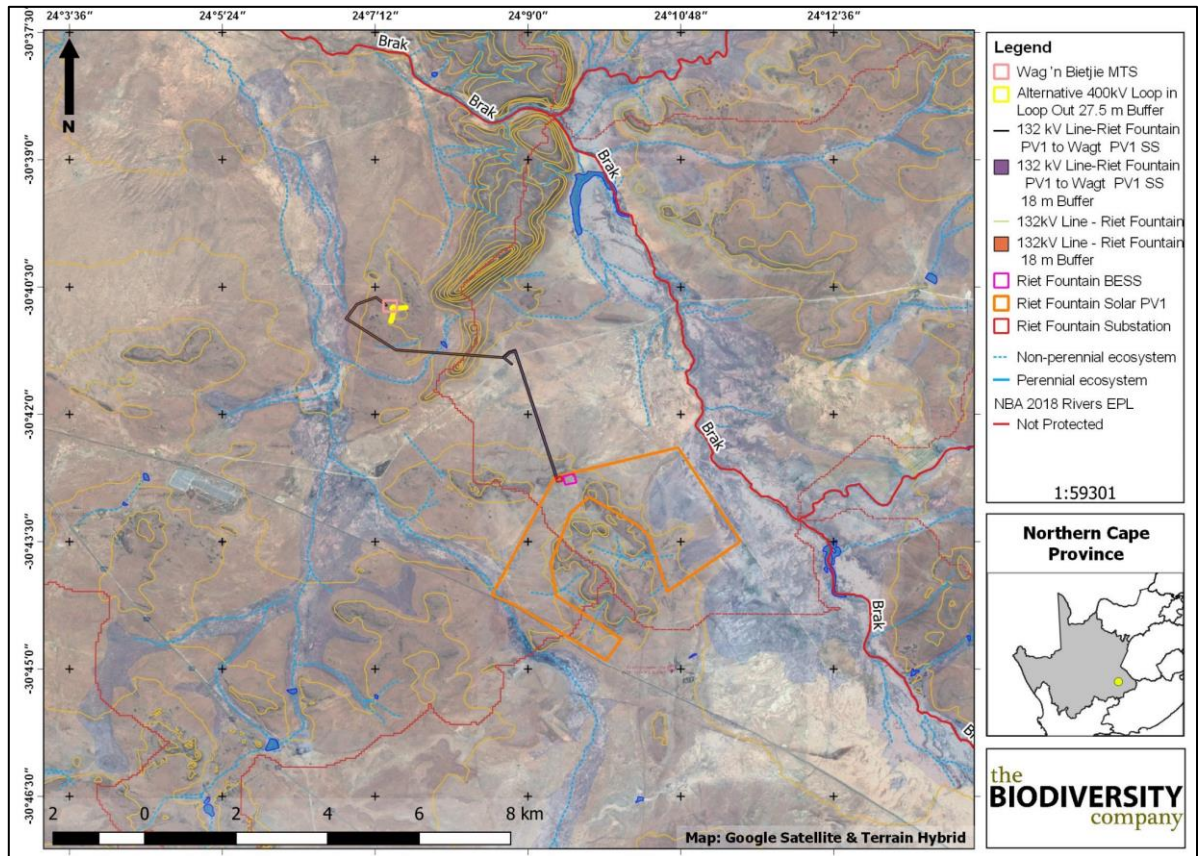 24°3'36" 24°5'24" 24°7'12" 24°9'0" 24°10'48" 24°12'36"
-30°37'30"
-30°39'0"
-30°40'30"
-30°42'0"
-30°43'30"
-30°45'0"
-30°46'30"
N
Brak
Brak
Brak
Brak
Brak
2 0 2 4 6 8 km
Map: Google Satellite & Terrain Hybrid
Legend
Wag 'n Bietjie MTS
Alternative 400kV Loop in
Loop Out 27.5 m Buffer
132 kV Line-Riet Fountain
PV1 to Wagt PV1 SS
132 kV Line-Riet Fountain
PV1 to Wagt PV1 SS
18 m Buffer
132kV Line - Riet Fountain
132kV Line - Riet Fountain
18 m Buffer
Riet Fountain BESS
Riet Fountain Solar PV1
Riet Fountain Substation
Non-perennial ecosystem
Perennial ecosystem
NBA 2018 Rivers EPL
Not Protected
1:59301
Northern Cape
Province
the
BIODIVERSITY
company